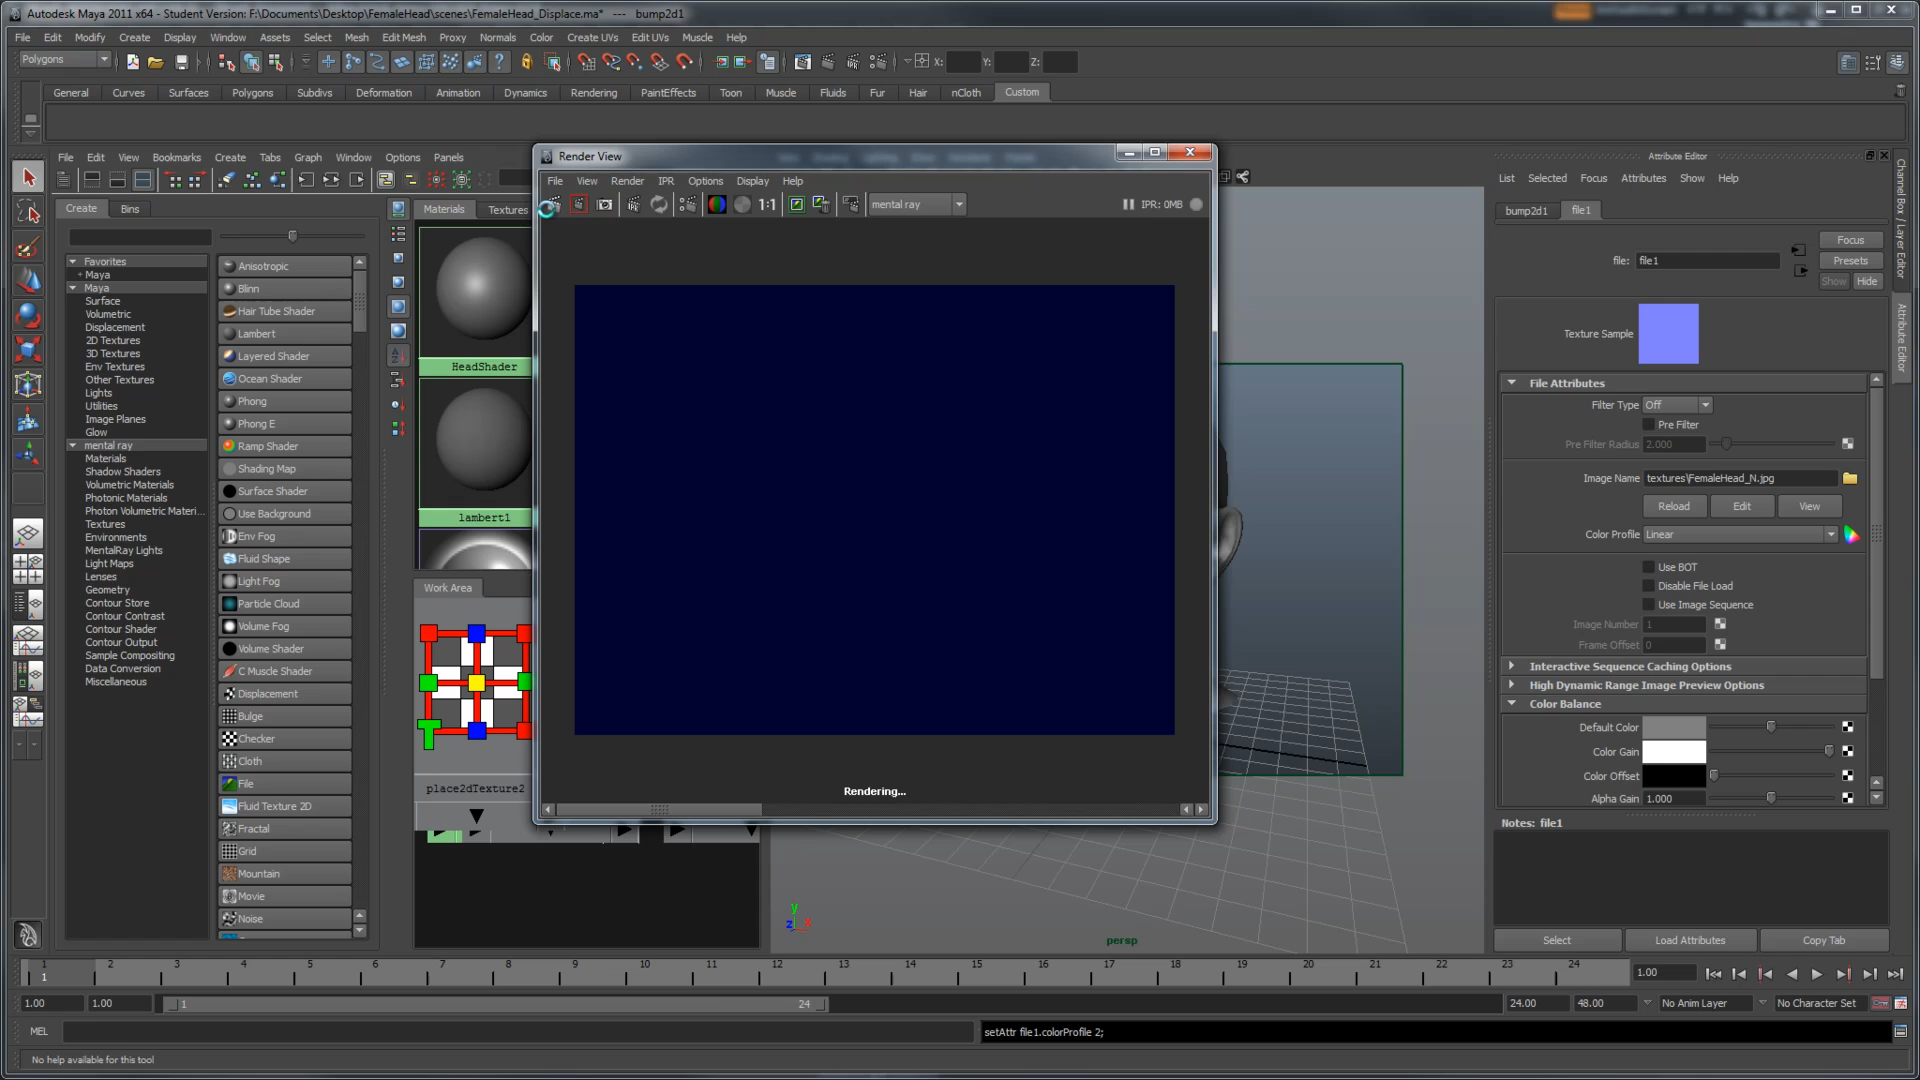 Autodesk Maya 2011 x64 - Student Version: F:\Documents\Desktop\FemaleHead\scenes\FemaleHead_Displace.ma* --- bump2d1
File Edit Modify Create Display Window Assets Select Mesh Edit Mesh Proxy Normals Color Create UVs Edit UVs Muscle Help
Polygons X: Y: Z:
General Curves Surfaces Polygons Subdivs Deformation Animation Dynamics Rendering PaintEffects Toon Muscle Fluids Fur Hair nCloth Custom
File Edit View Bookmarks Create Tabs Graph Window Options Panels
Create Bins
Favorites
+ Maya
Maya
Surface
Volumetric
Displacement
2D Textures
3D Textures
Env Textures
Other Textures
Lights
Utilities
Image Planes
Glow
mental ray
Materials
Shadow Shaders
Volumetric Materials
Photonic Materials
Photon Volumetric Materi...
Textures
Environments
MentalRay Lights
Light Maps
Lenses
Geometry
Contour Store
Contour Contrast
Contour Shader
Contour Output
Sample Compositing
Data Conversion
Miscellaneous
Anisotropic
Blinn
Hair Tube Shader
Lambert
Layered Shader
Ocean Shader
Phong
Phong E
Ramp Shader
Shading Map
Surface Shader
Use Background
Env Fog
Fluid Shape
Light Fog
Particle Cloud
Volume Fog
Volume Shader
C Muscle Shader
Displacement
Bulge
Checker
Cloth
File
Fluid Texture 2D
Fractal
Grid
Mountain
Movie
Noise
Materials Textures
HeadShader
lambert1
Work Area
place2dTexture2
Render View
File View Render IPR Options Display Help
1:1 mental ray IPR: 0MB
Rendering...
y
z x
persp
Attribute Editor
List Selected Focus Attributes Show Help
bump2d1 file1
file: file1
Focus
Presets
Show Hide
Texture Sample
File Attributes
Filter Type Off
Pre Filter
Pre Filter Radius 2.000
Image Name textures\FemaleHead_N.jpg
Reload Edit View
Color Profile Linear
Use BOT
Disable File Load
Use Image Sequence
Image Number 1
Frame Offset 0
Interactive Sequence Caching Options
High Dynamic Range Image Preview Options
Color Balance
Default Color
Color Gain
Color Offset
Alpha Gain 1.000
Notes: file1
Select Load Attributes Copy Tab
Channel Box / Layer Editor
Attribute Editor
1 2 3 4 5 6 7 8 9 10 11 12 13 14 15 16 17 18 19 20 21 22 23 24
1 1.00
1.00 1.00 1 24 24.00 48.00 No Anim Layer No Character Set
MEL setAttr file1.colorProfile 2;
No help available for this tool